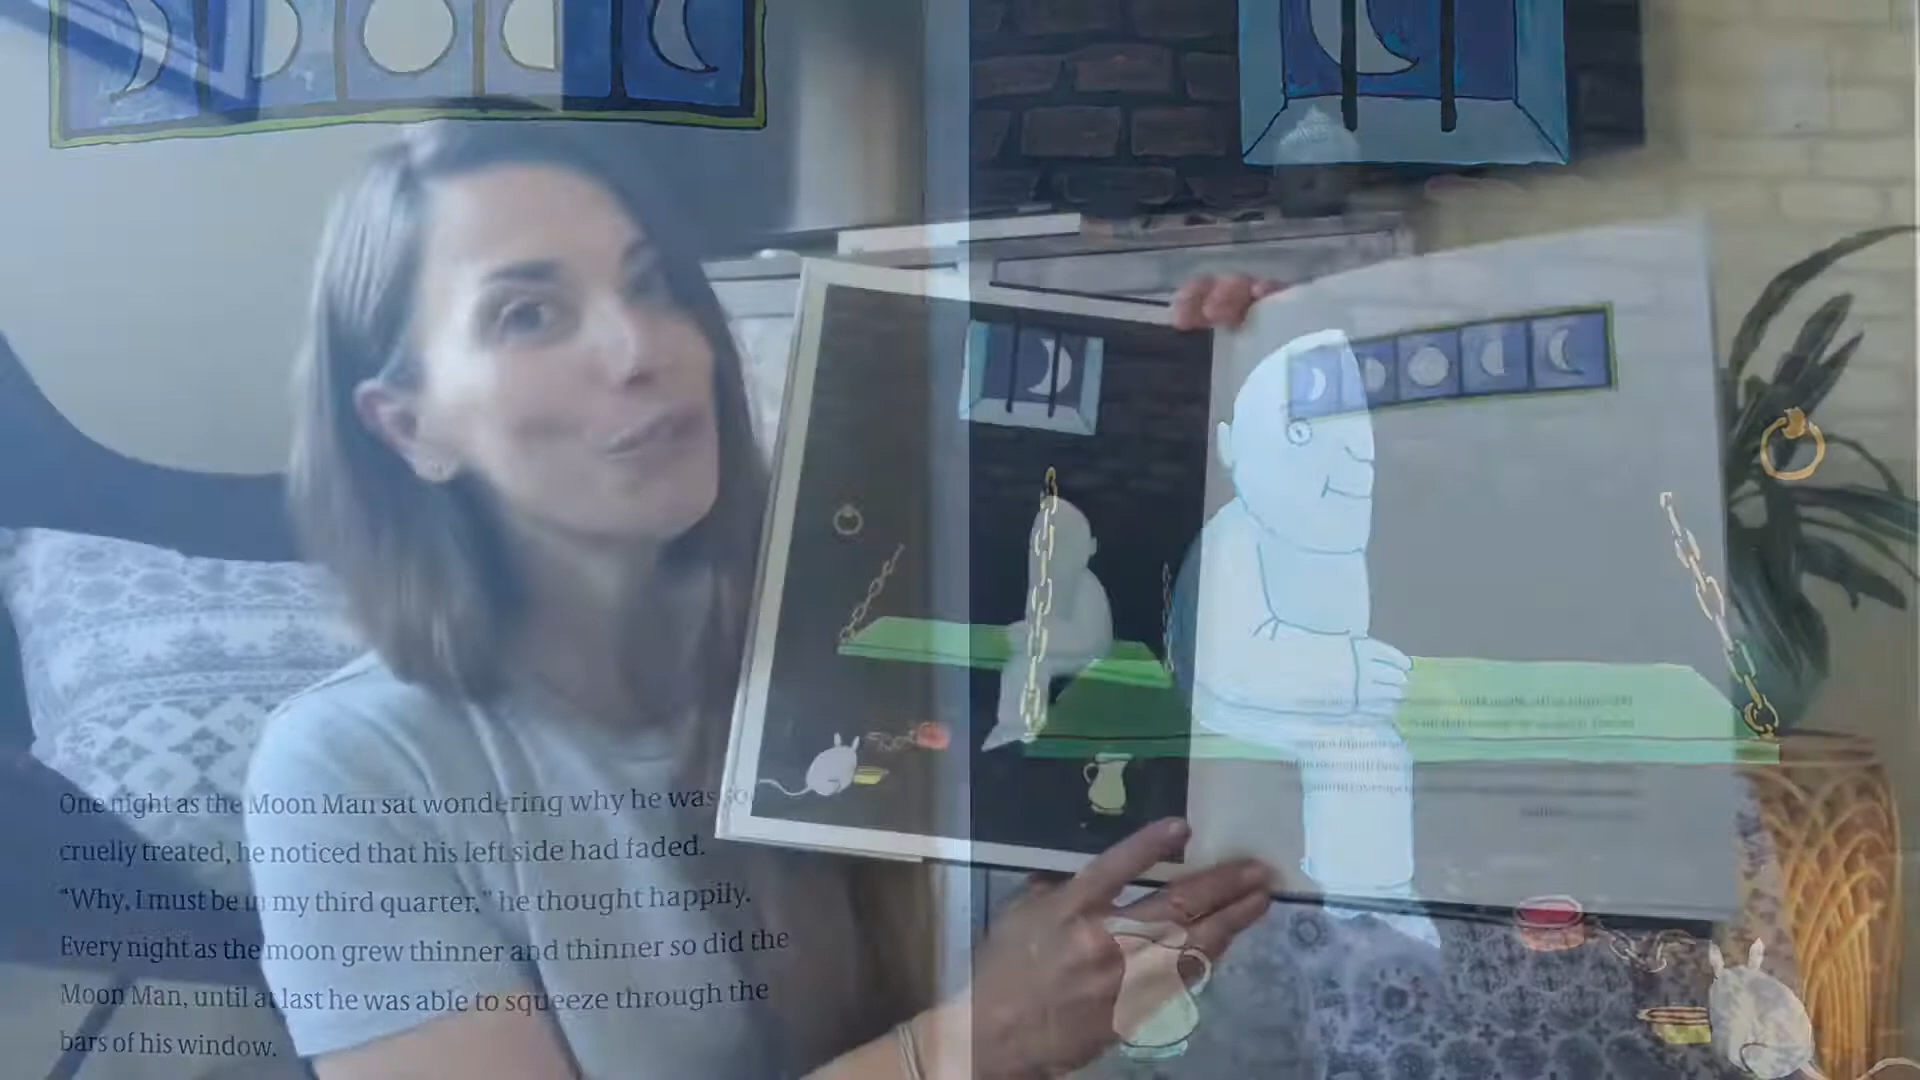 One night as the Moon Man sat wondering why he was so
cruelly treated, he noticed that his left side had faded.
“Why, I must be in my third quarter,” he thought happily.
Every night as the moon grew thinner and thinner so did the
Moon Man, until at last he was able to squeeze through the
bars of his window.